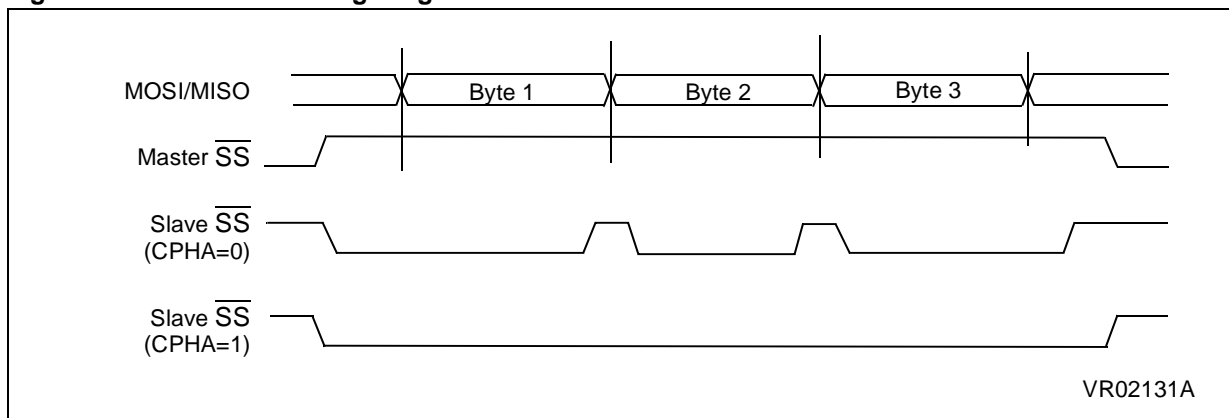 MOSI/MISO
Byte 1
Byte 2
Byte 3
Master SS
Slave SS
(CPHA=0)
Slave SS
(CPHA=1)
VR02131A